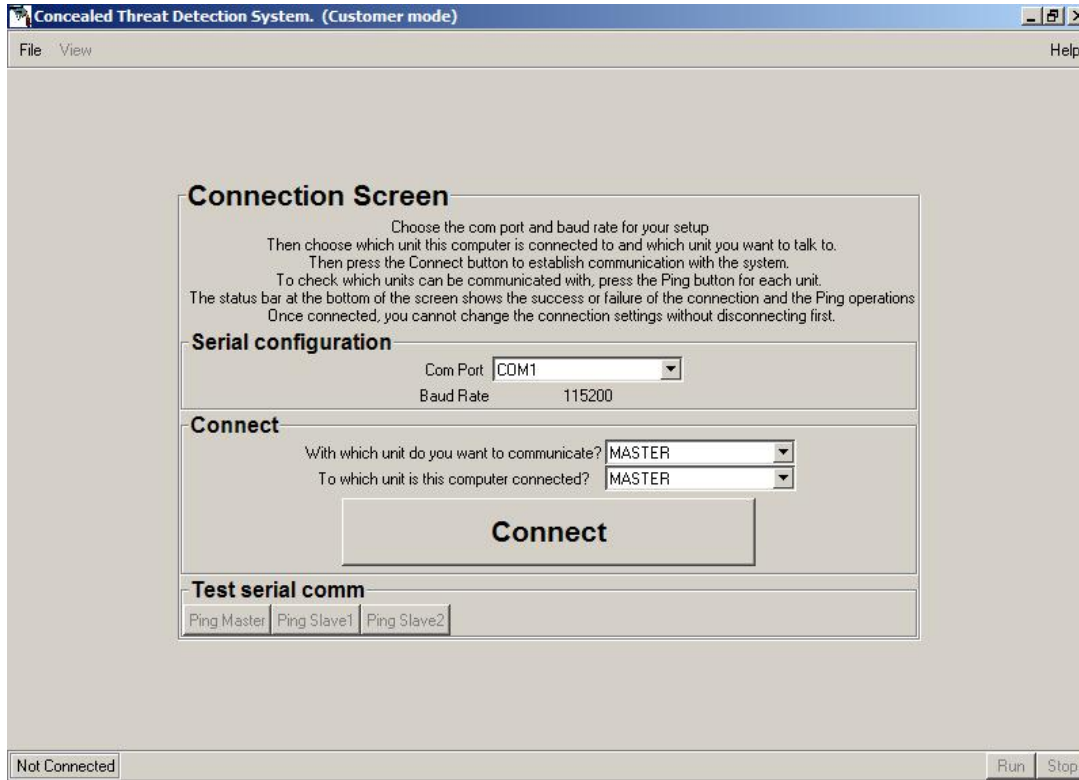 Concealed Threat Detection System. (Customer mode)
File View Help
Connection Screen
Choose the com port and baud rate for your setup
Then choose which unit this computer is connected to and which unit you want to talk to.
Then press the Connect button to establish communication with the system.
To check which units can be communicated with, press the Ping button for each unit.
The status bar at the bottom of the screen shows the success or failure of the connection and the Ping operations
Once connected, you cannot change the connection settings without disconnecting first.
Serial configuration
Com Port COM1
Baud Rate 115200
Connect
With which unit do you want to communicate? MASTER
To which unit is this computer connected? MASTER
Connect
Test serial comm
Ping Master Ping Slave1 Ping Slave2
Not Connected Run Stop